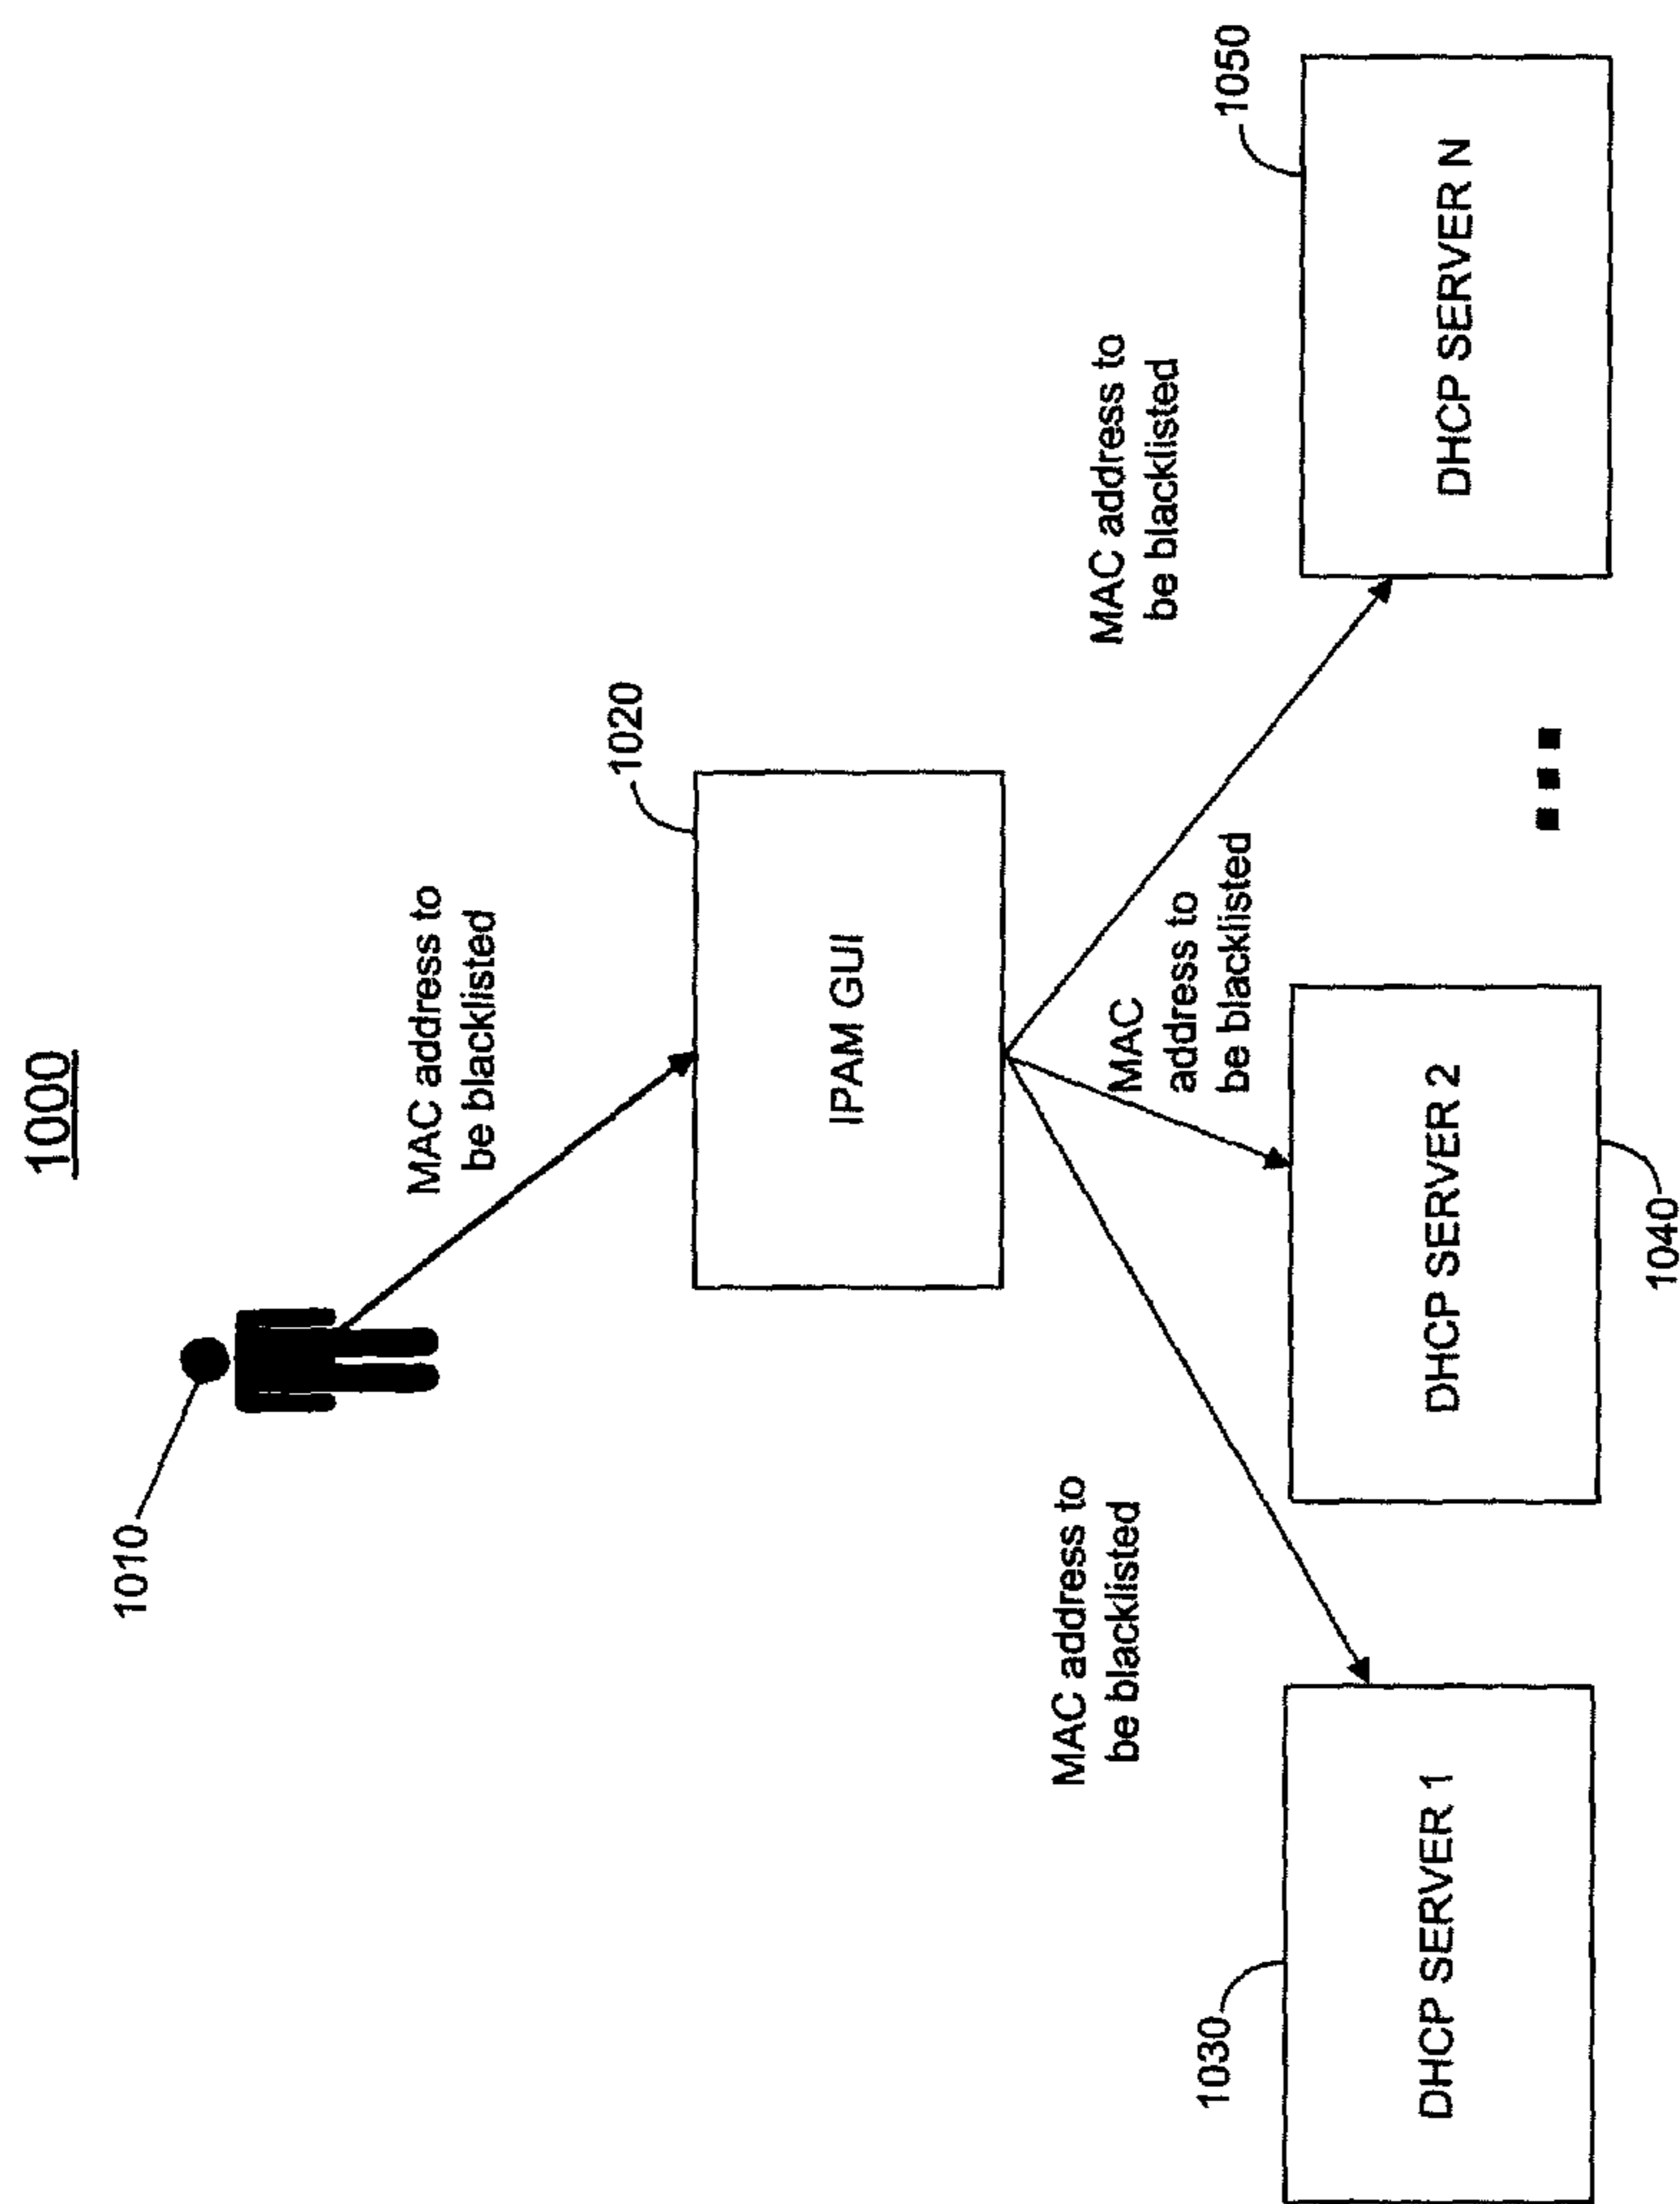 1000
1010
MAC address to
be blacklisted
1020
IPAM GUI
MAC address to
be blacklisted
MAC
address to
be blacklisted
MAC address to
be blacklisted
1030
DHCP SERVER 1
DHCP SERVER 2
1040
1050
DHCP SERVER N